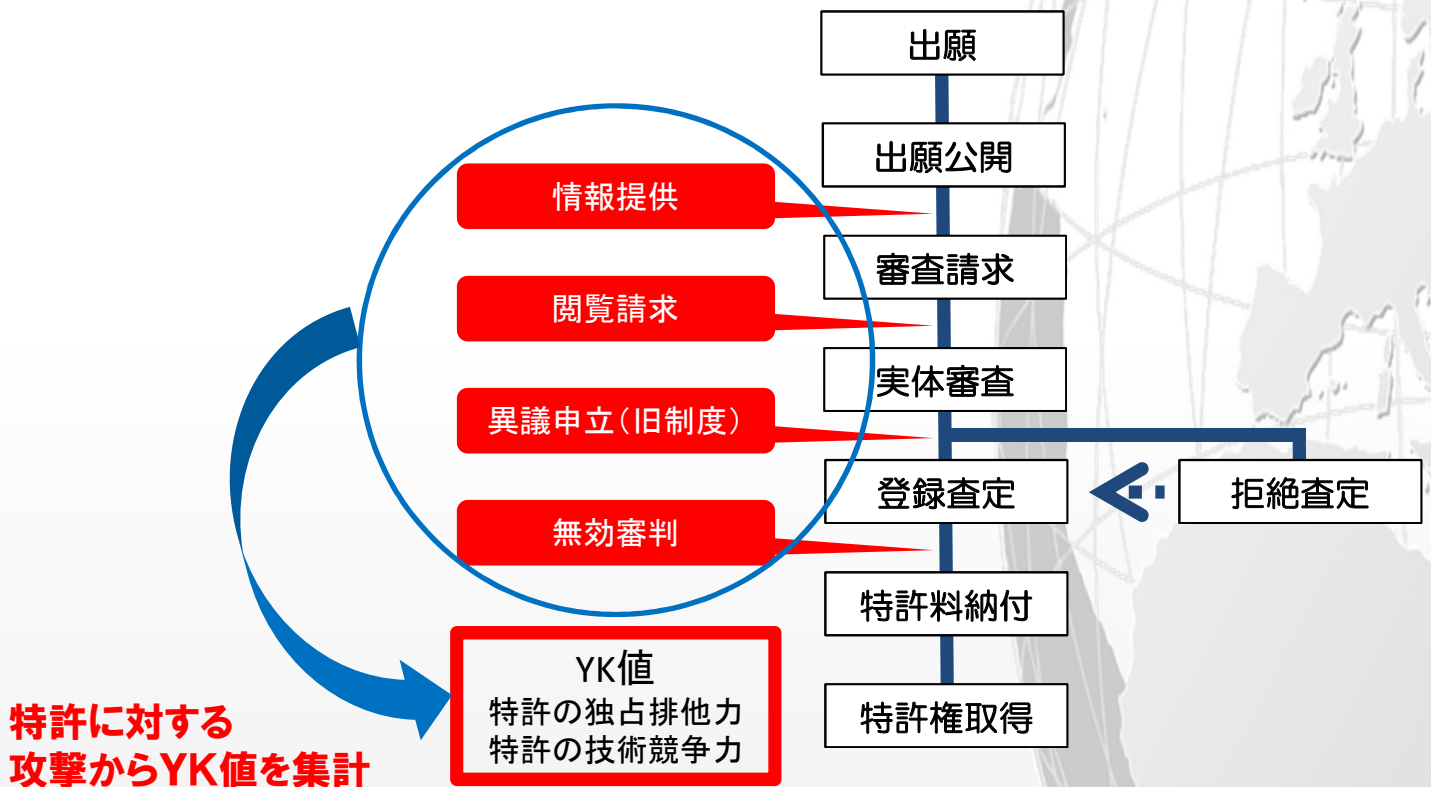 出願
出願公開
情報提供
審査請求
閲覧請求
実体審査
異議申立(旧制度)
登録査定
拒絶査定
無効審判
特許料納付
YK値
特許の独占排他力
特許の技術競争力
特許権取得
特許に対する
攻撃からYK値を集計